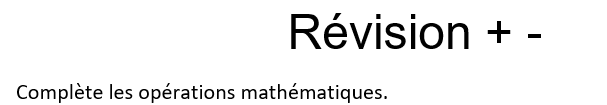 Révision + -
Complète les opérations mathématiques.